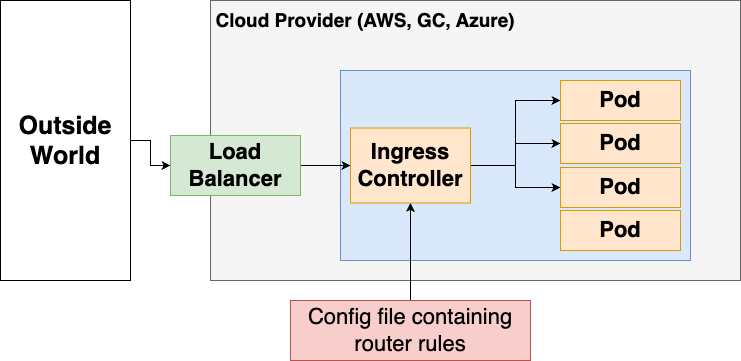 Cloud Provider (AWS, GC, Azure)
Outside
World
Load
Balancer
Ingress
Controller
Pod
Pod
Pod
Pod
Config file containing
router rules